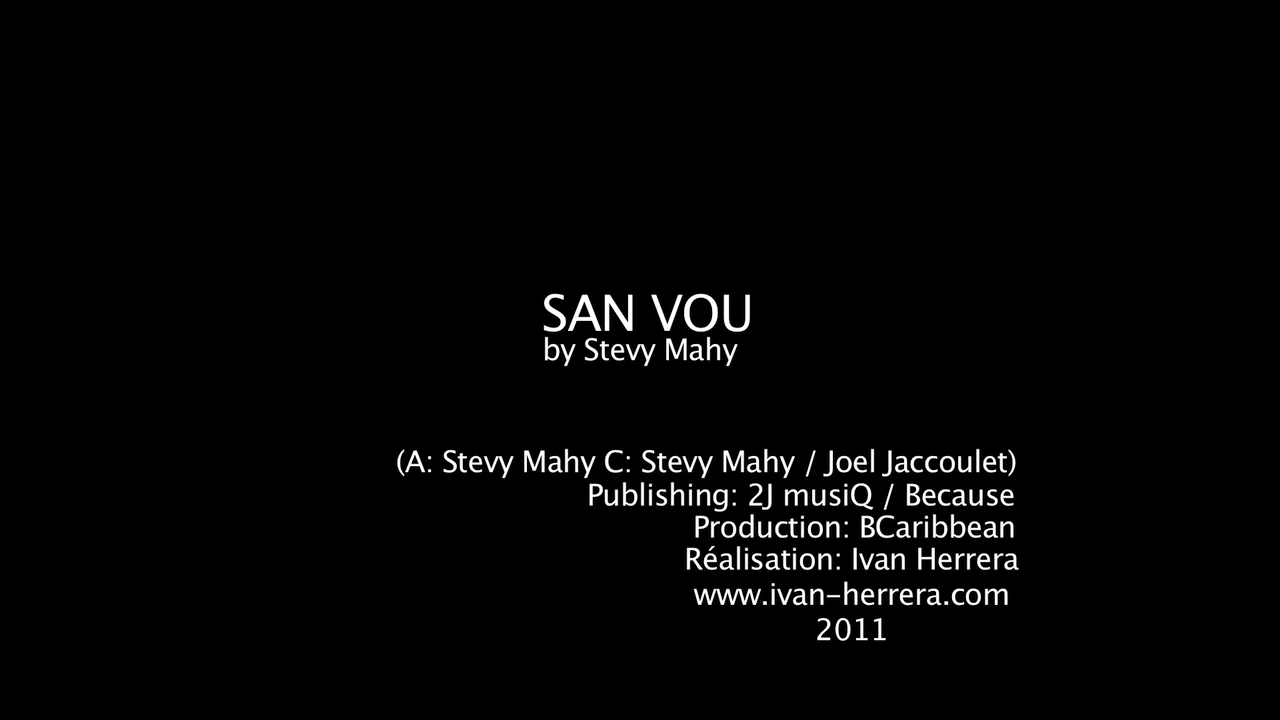 SAN VOU
by Stevy Mahy
(A: Stevy Mahy C: Stevy Mahy / Joel Jaccoulet)
Publishing: 2J musiQ / Because
Production: BCaribbean
Réalisation: Ivan Herrera
www.ivan-herrera.com
2011